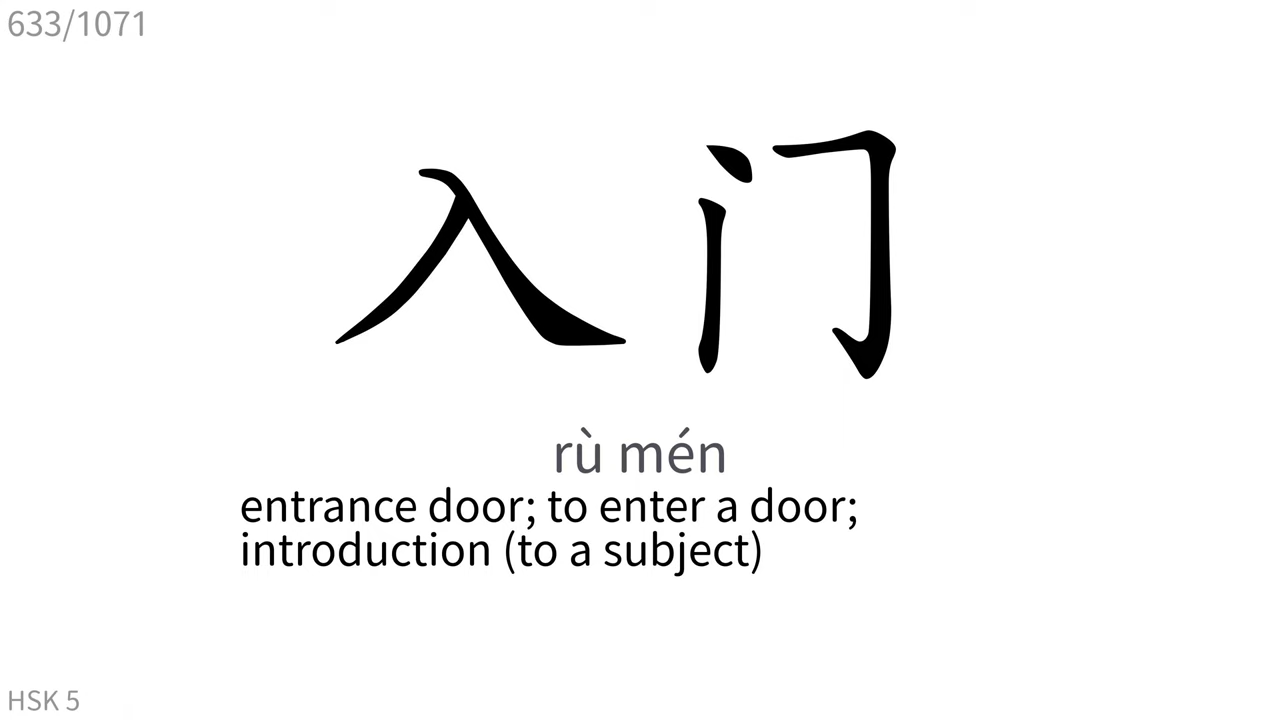 633/1071
入门
rù mén
entrance door; to enter a door;
introduction (to a subject)
HSK 5